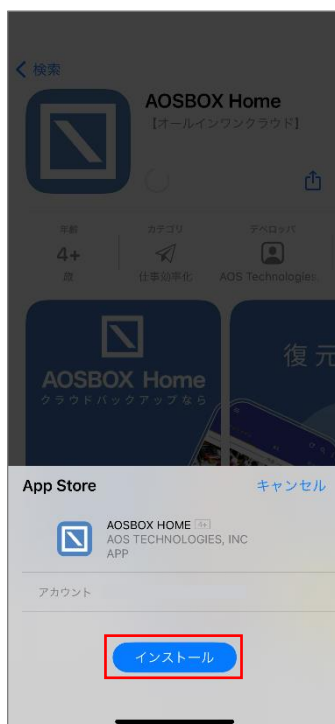 検索
AOSBOX Home
【オールインワンクラウド】
年齢
カテゴリ
デベロッパ
4+
歳
仕事効率化
AOS Technologies
AOSBOX Home
クラウドバックアップなら
復元
App Store
キャンセル
AOSBOX HOME 4+
AOS TECHNOLOGIES, INC
APP
アカウント
インストール